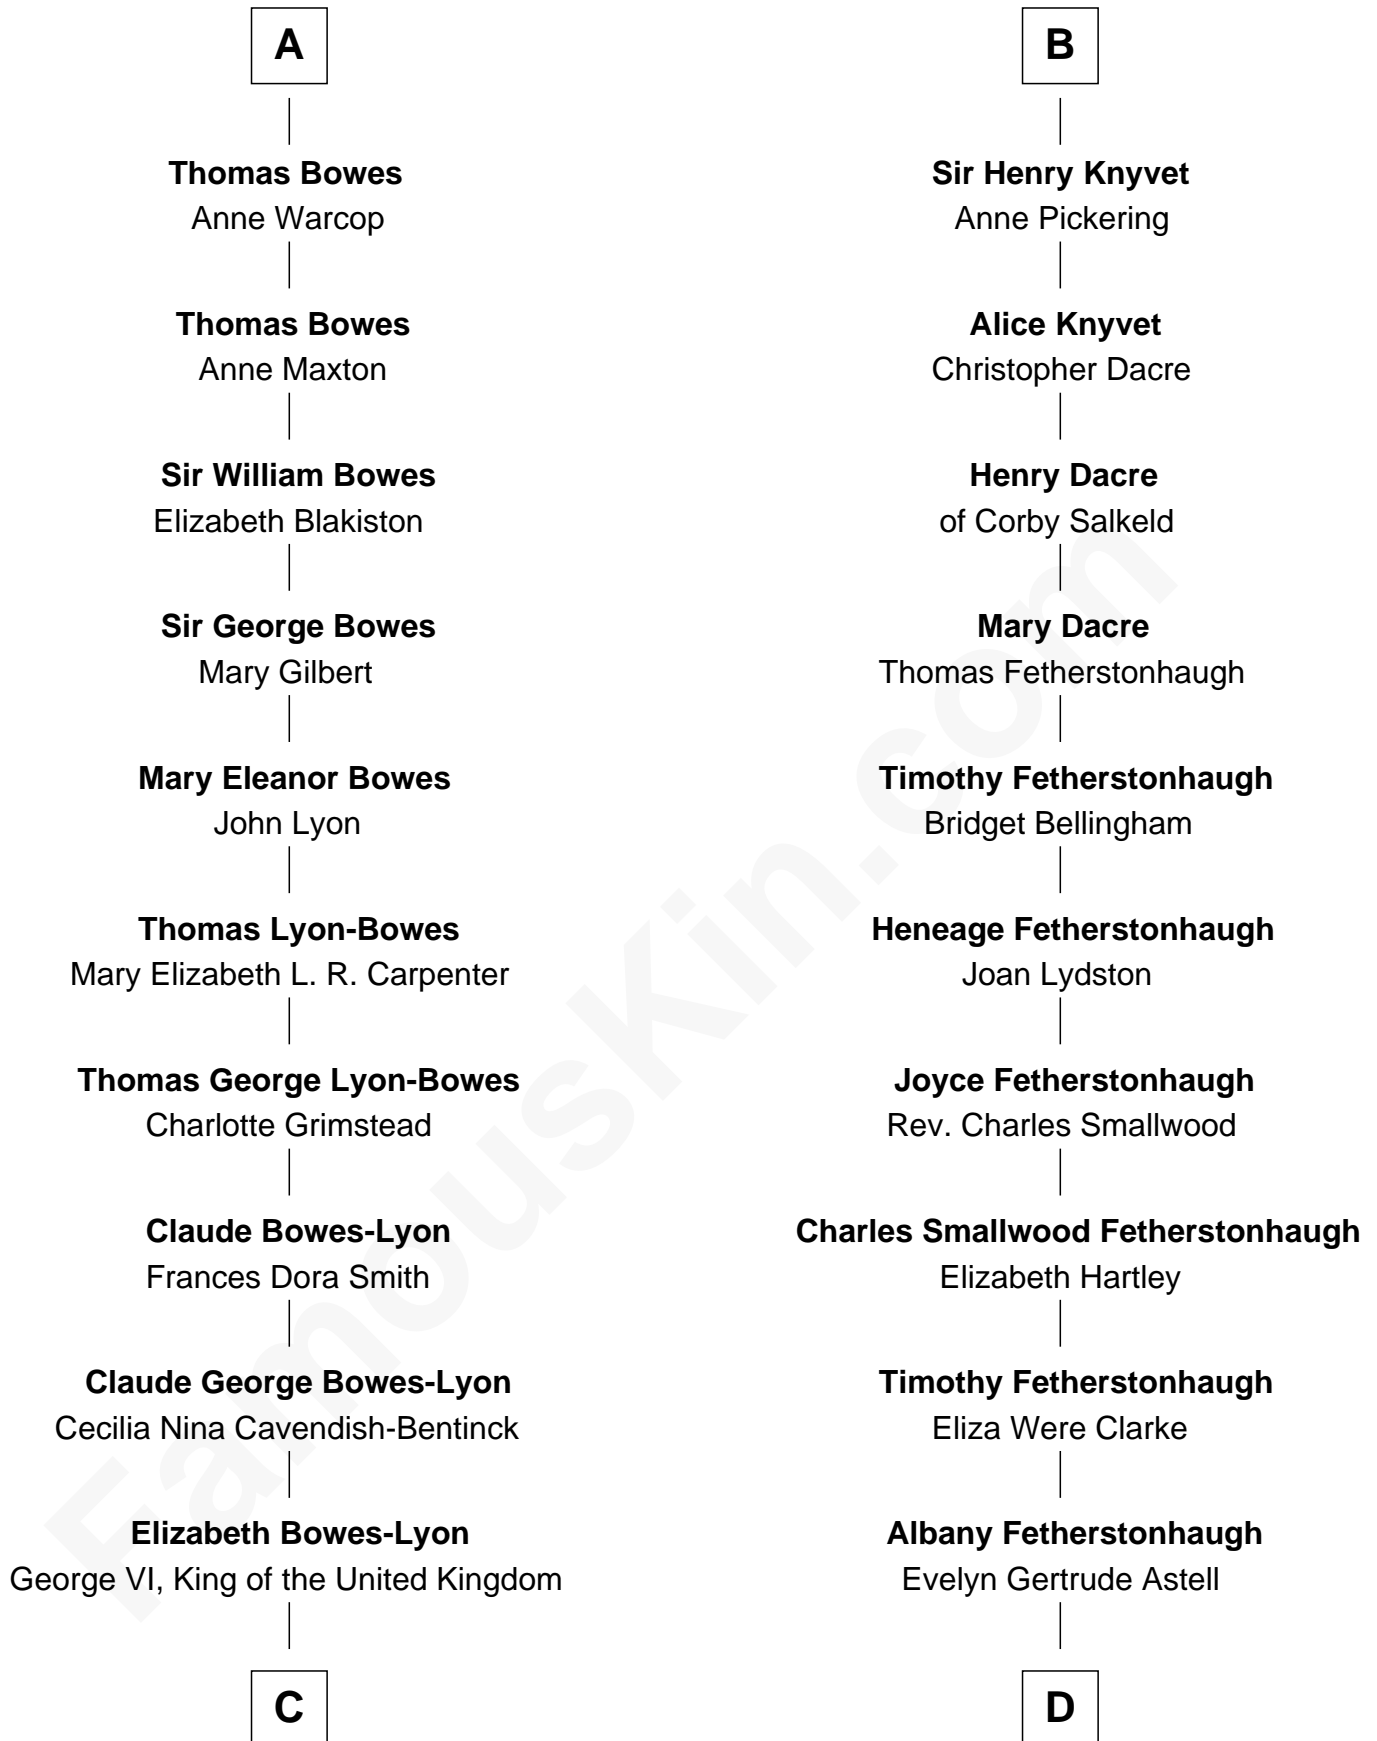 A
Thomas Bowes
Anne Warcop
Thomas Bowes
Anne Maxton
Sir William Bowes
Elizabeth Blakiston
Sir George Bowes
Mary Gilbert
Mary Eleanor Bowes
John Lyon
Thomas Lyon-Bowes
Mary Elizabeth L. R. Carpenter
Thomas George Lyon-Bowes
Charlotte Grimstead
Claude Bowes-Lyon
Frances Dora Smith
Claude George Bowes-Lyon
Cecilia Nina Cavendish-Bentinck
Elizabeth Bowes-Lyon
George VI, King of the United Kingdom
C
B
Sir Henry Knyvet
Anne Pickering
Alice Knyvet
Christopher Dacre
Henry Dacre
of Corby Salkeld
Mary Dacre
Thomas Fetherstonhaugh
Timothy Fetherstonhaugh
Bridget Bellingham
Heneage Fetherstonhaugh
Joan Lydston
Joyce Fetherstonhaugh
Rev. Charles Smallwood
Charles Smallwood Fetherstonhaugh
Elizabeth Hartley
Timothy Fetherstonhaugh
Eliza Were Clarke
Albany Fetherstonhaugh
Evelyn Gertrude Astell
D
FamousKin.com